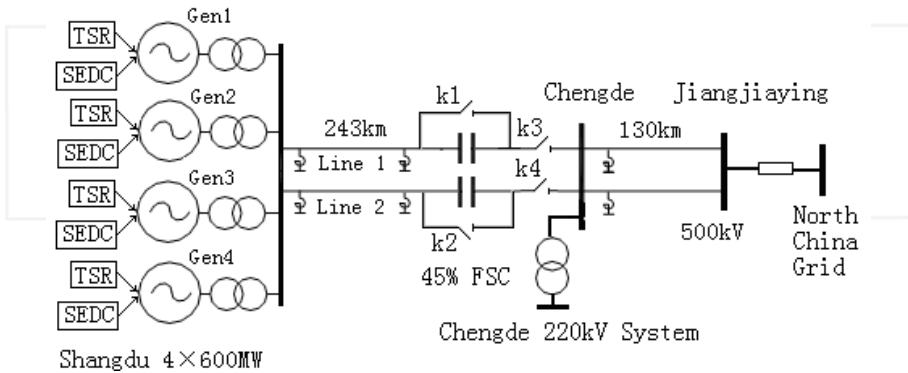 Gen1
TSR
SEDC
Gen2
TSR
SEDC
Gen3
TSR
SEDC
Gen4
TSR
SEDC
Shangdu 4×600MW
243km
Line 1
Line 2
k1
k3
k4
k2
45% FSC
Chengde
Jiangjiaying
130km
500kV
North
China
Grid
Chengde 220kV System